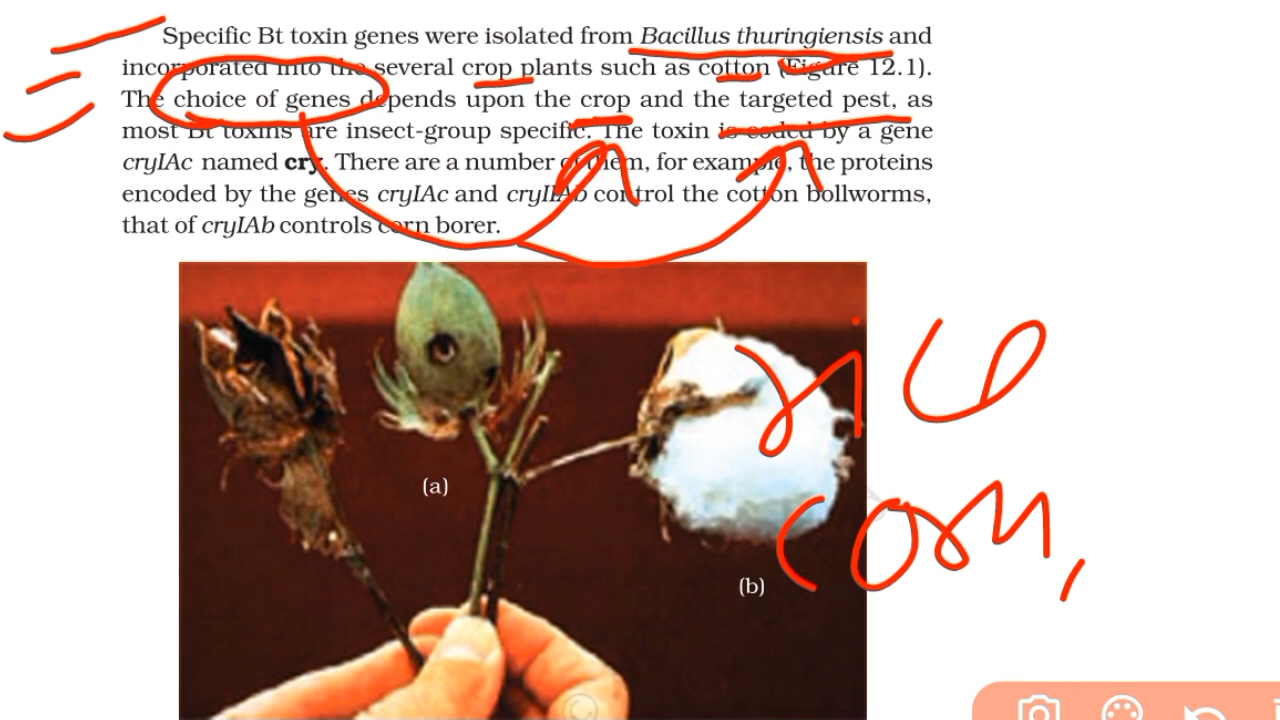 Specific Bt toxin genes were isolated from Bacillus thuringiensis and
incorporated into the several crop plants such as cotton (Figure 12.1).
The choice of genes depends upon the crop and the targeted pest, as
most Bt toxins are insect-group specific. The toxin is coded by a gene
cryIAc named cry. There are a number of them, for example, the proteins
encoded by the genes cryIAc and cryIIAb control the cotton bollworms,
that of cryIAb controls corn borer.
rice
corn,
(a)
(b)